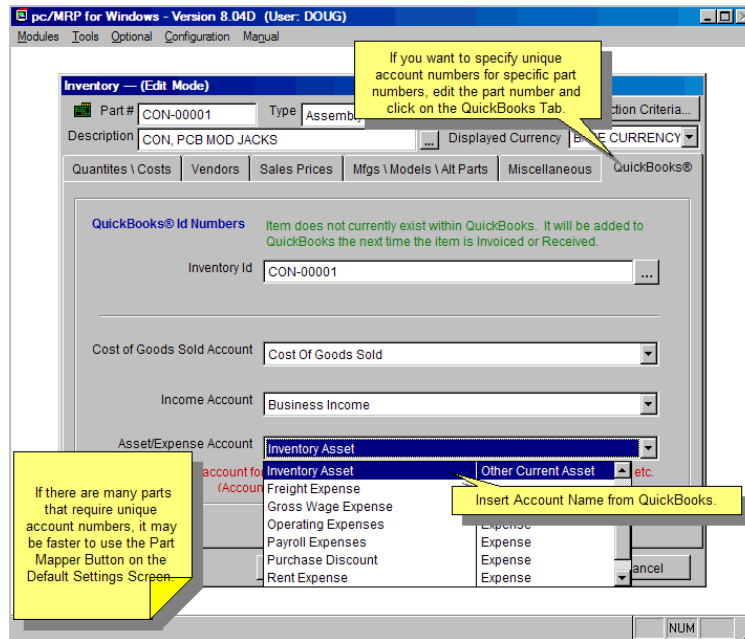 pc/MRP for Windows - Version 8.04D (User: DOUG)
Modules Tools Optional Configuration Manual
If you want to specify unique
account numbers for specific part
numbers, edit the part number and
click on the QuickBooks Tab.
Inventory — (Edit Mode)
Part # CON-00001 Type Assembly
Criteria...
Description CON, PCB MOD JACKS ... Displayed Currency BASE CURRENCY
Quantites \ Costs Vendors Sales Prices Mfgs \ Models \ Alt Parts Miscellaneous QuickBooks®
QuickBooks® Id Numbers Item does not currently exist within QuickBooks. It will be added to
QuickBooks the next time the item is Invoiced or Received.
Inventory Id CON-00001 ...
Cost of Goods Sold Account Cost Of Goods Sold
Income Account Business Income
Asset/Expense Account Inventory Asset
account etc.
Inventory Asset Other Current Asset
Freight Expense
Gross Wage Expense
Operating Expenses Expense
Payroll Expenses Expense
Purchase Discount Expense
Rent Expense Expense
Insert Account Name from QuickBooks.
If there are many parts
that require unique
account numbers, it may
be faster to use the Part
Mapper Button on the
Default Settings Screen.
NUM